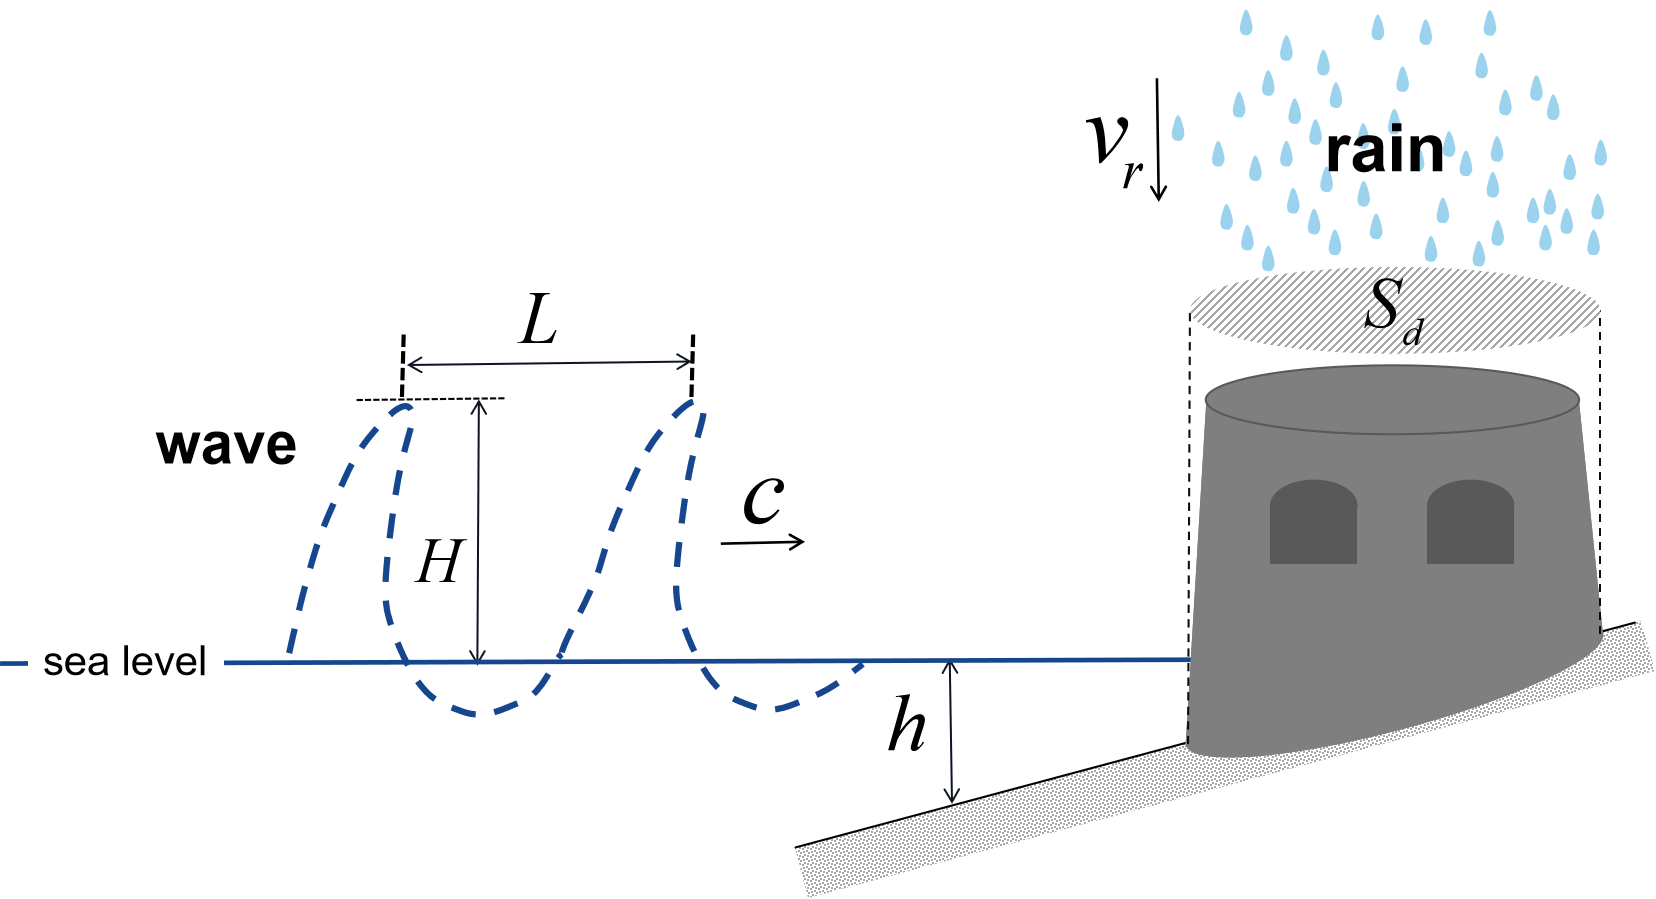 v_r
rain
S_d
L
wave
c
H
sea level
h